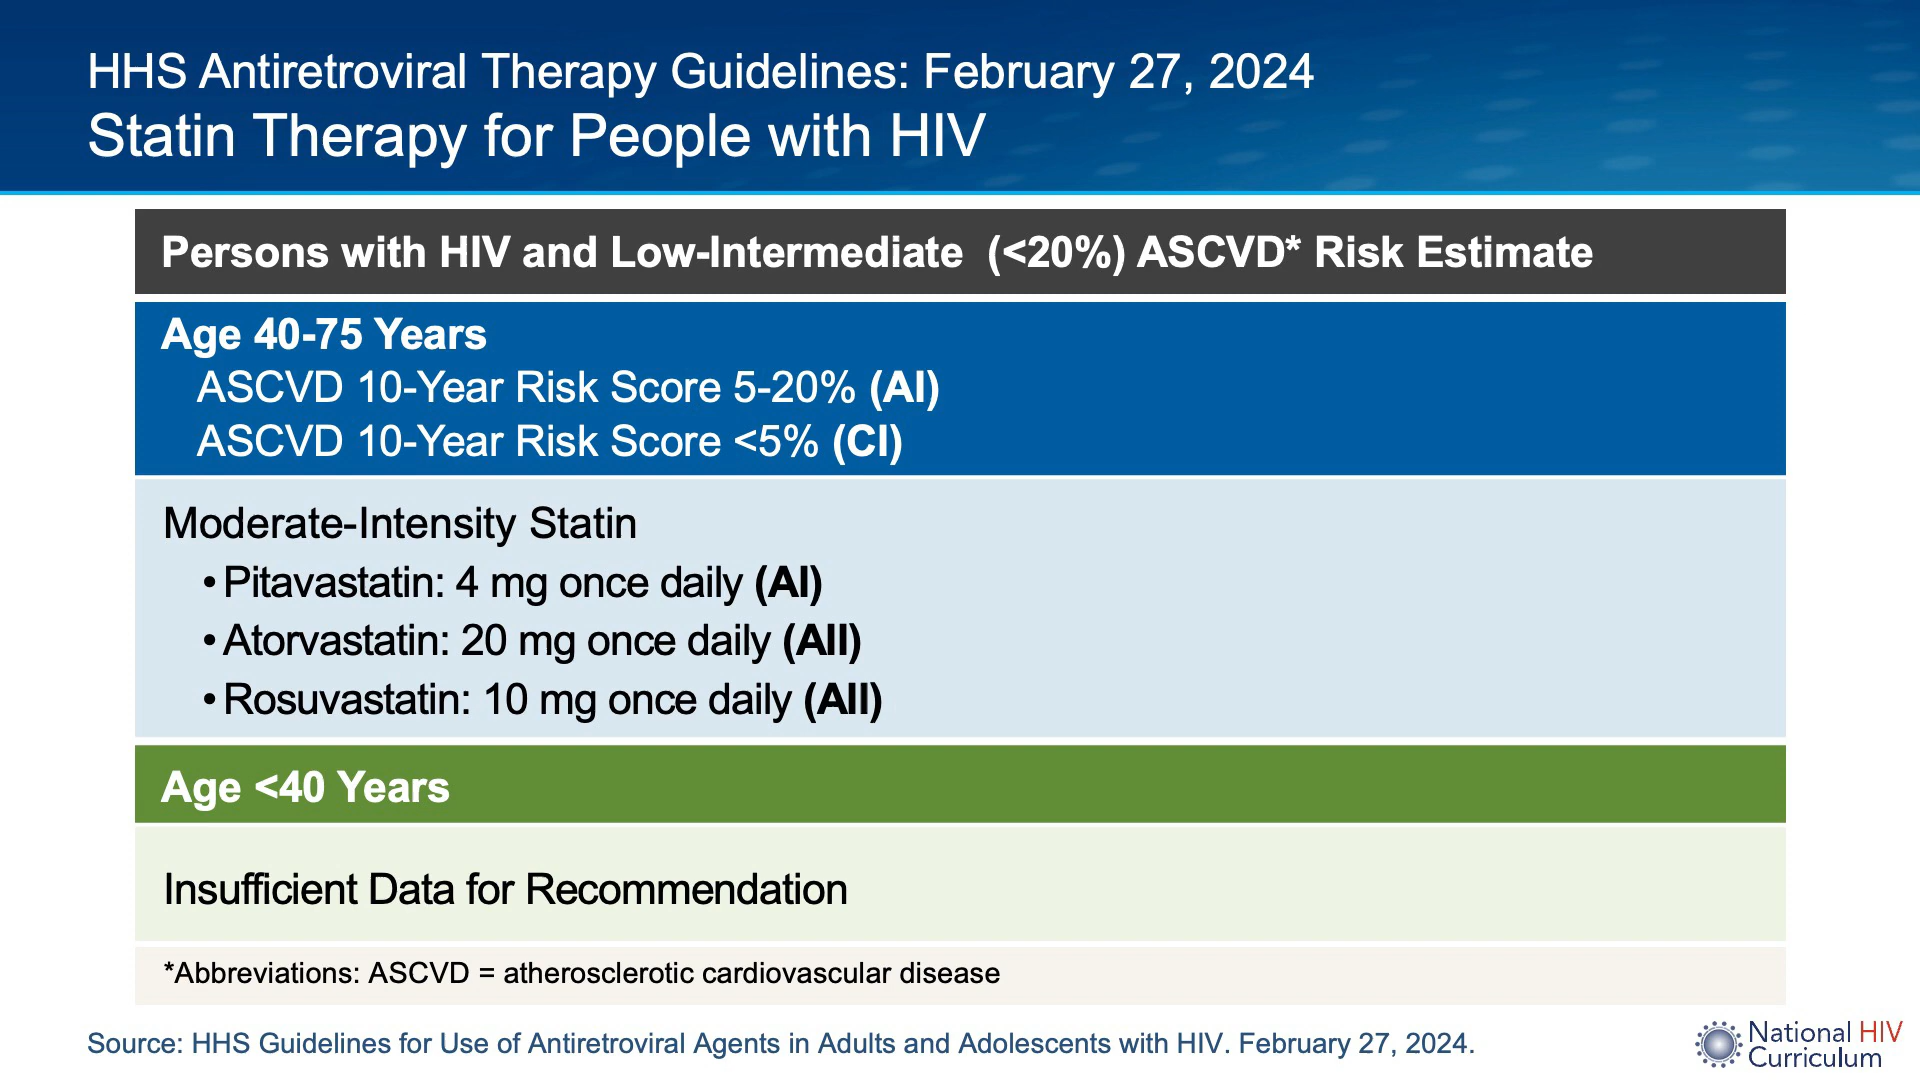 HHS Antiretroviral Therapy Guidelines: February 27, 2024
Statin Therapy for People with HIV
Persons with HIV and Low-Intermediate (<20%) ASCVD* Risk Estimate
Age 40-75 Years
ASCVD 10-Year Risk Score 5-20% (AI)
ASCVD 10-Year Risk Score <5% (CI)
Moderate-Intensity Statin
• Pitavastatin: 4 mg once daily (AI)
• Atorvastatin: 20 mg once daily (AII)
• Rosuvastatin: 10 mg once daily (AII)
Age <40 Years
Insufficient Data for Recommendation
*Abbreviations: ASCVD = atherosclerotic cardiovascular disease
Source: HHS Guidelines for Use of Antiretroviral Agents in Adults and Adolescents with HIV. February 27, 2024.
National HIV
Curriculum